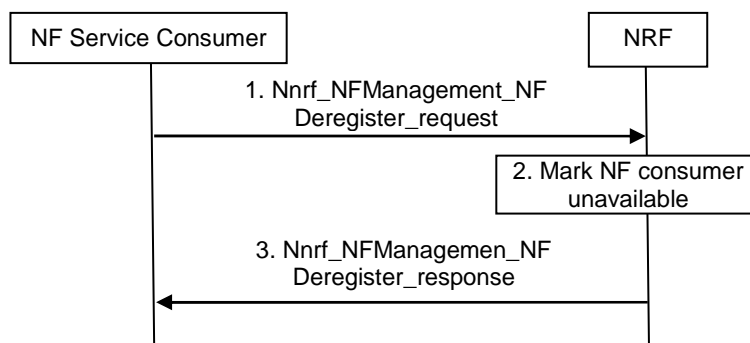 NF Service Consumer
NRF
1. Nnrf_NFManagement_NF
Deregister_request
2. Mark NF consumer
unavailable
3. Nnrf_NFManagemen_NF
Deregister_response